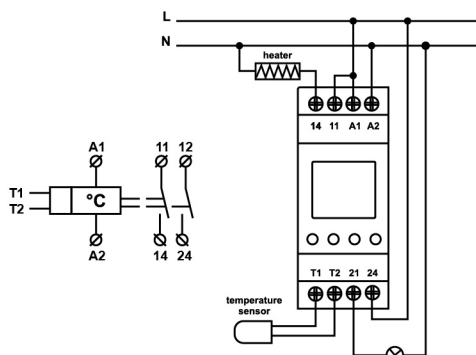 L
N
heater
14 11 A1 A2
A1
11 12
T1
T2
°C
A2
14 24
T1 T2 21 24
temperature
sensor